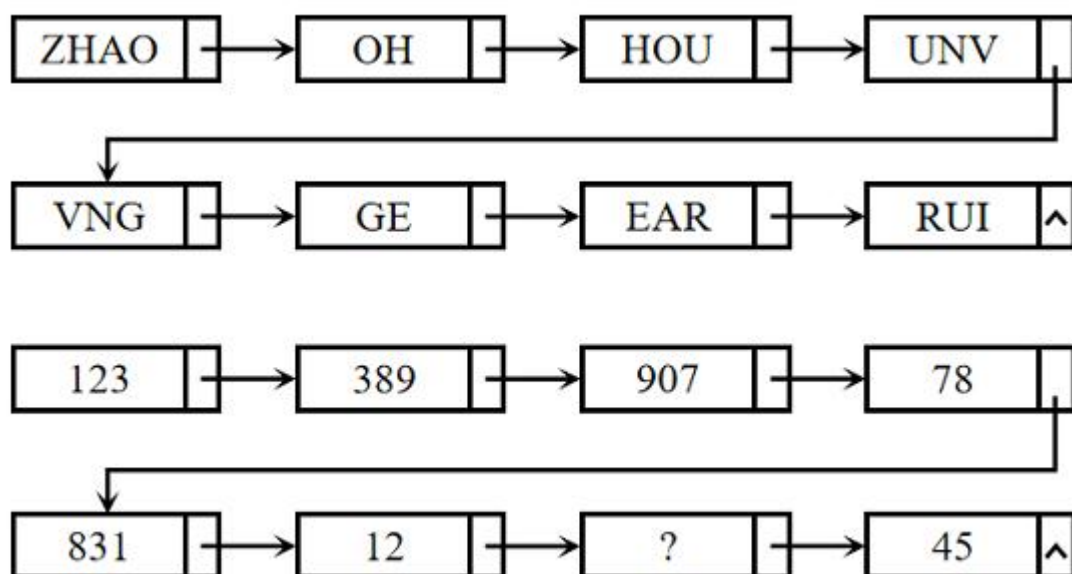 ZHAO OH HOU UNV
VNG GE EAR RUI ^
123 389 907 78
831 12 ? 45 ^